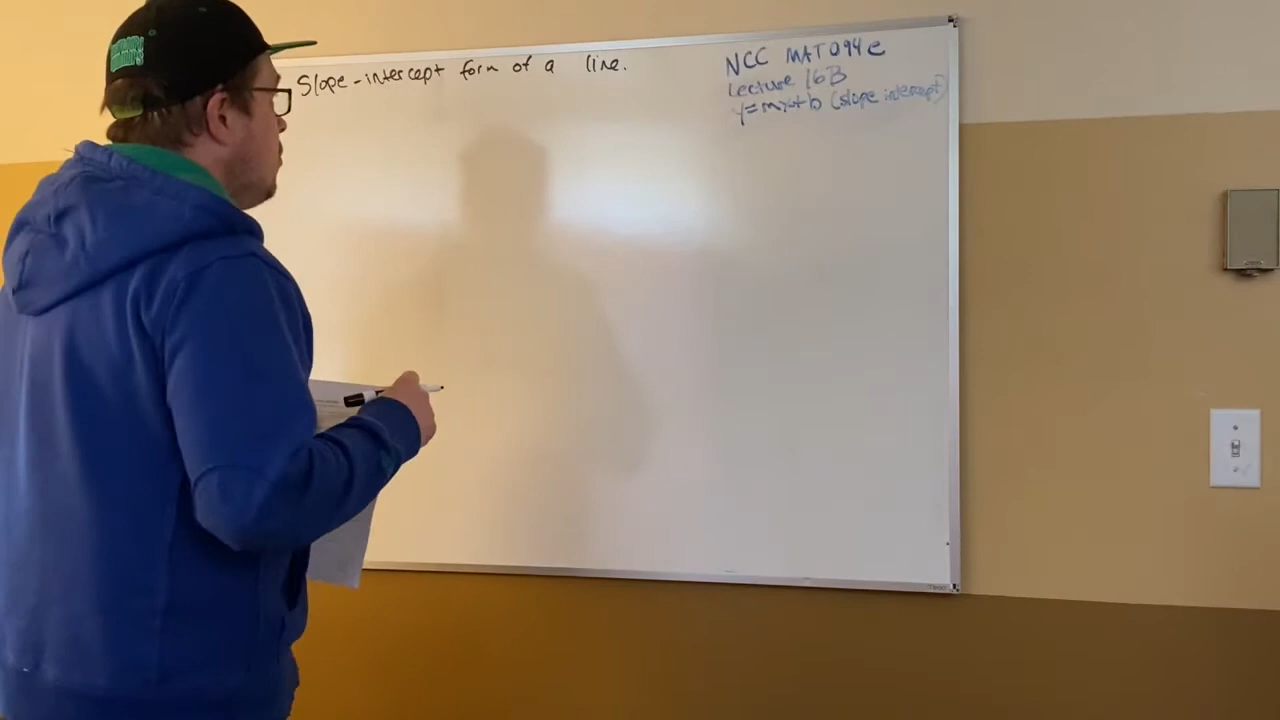 Slope-intercept form of a line.
NCC MAT094e
Lecture 16B
y=mx+b (slope intercept)